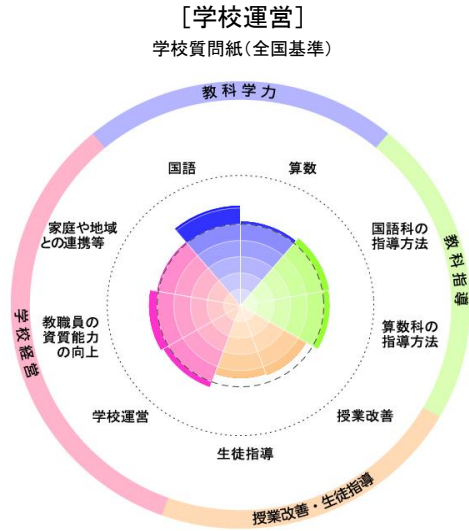 [学校運営]
学校質問紙(全国基準)
教科学力
国語
算数
家庭や地域
との連携等
国語科の
指導方法
教科指導
学校経営
教職員の
資質能力
の向上
算数科の
指導方法
学校運営
授業改善
生徒指導
授業改善・生徒指導